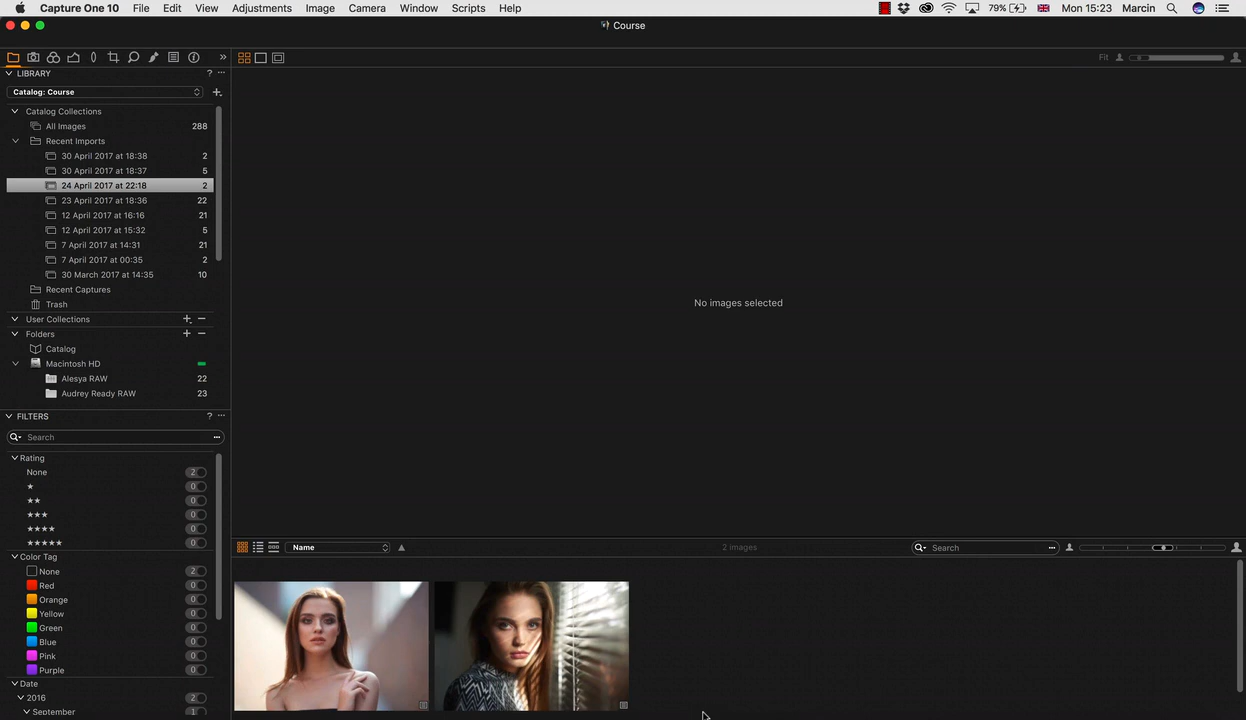 Capture One 10 File Edit View Adjustments Image Camera Window Scripts Help 79% Mon 15:23 Marcin
Course
Fit
LIBRARY ? ...
Catalog: Course
Catalog Collections
All Images 288
Recent Imports
30 April 2017 at 18:38 2
30 April 2017 at 18:37 5
24 April 2017 at 22:18 2
23 April 2017 at 18:36 22
12 April 2017 at 16:16 21
12 April 2017 at 15:32 5
7 April 2017 at 14:31 21
7 April 2017 at 00:35 2
30 March 2017 at 14:35 10
Recent Captures
Trash
User Collections
Folders
Catalog
Macintosh HD
Alesya RAW 22
Audrey Ready RAW 23
FILTERS ? ...
Search
Rating
None 2
★ 0
★★ 0
★★★ 0
★★★★ 0
★★★★★ 0
Color Tag
None 2
Red 0
Orange 0
Yellow 0
Green 0
Blue 0
Pink 0
Purple 0
Date
2016 2
September 1
No images selected
Name 2 images Search